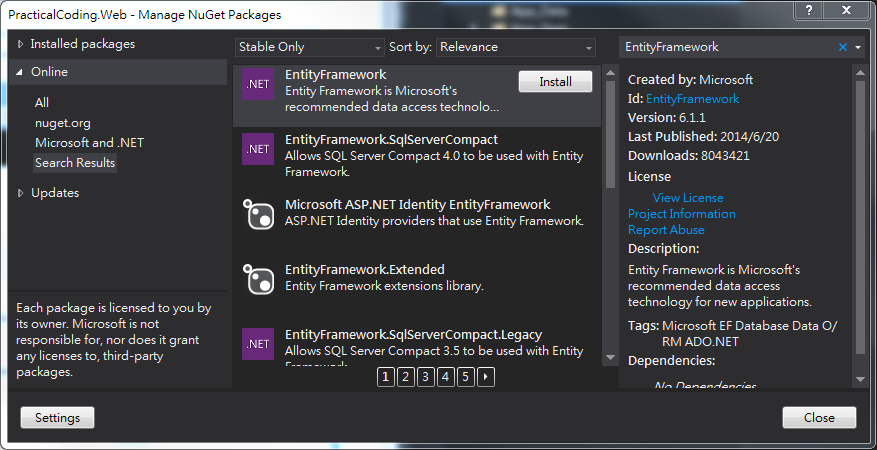 PracticalCoding.Web - Manage NuGet Packages
Installed packages
Online
All
nuget.org
Microsoft and .NET
Search Results
Updates
Each package is licensed to you by
its owner. Microsoft is not
responsible for, nor does it grant
any licenses to, third-party
packages.
Settings
Stable Only
Sort by: Relevance
.NET
EntityFramework
Install
Entity Framework is Microsoft's
recommended data access technolo...
.NET
EntityFramework.SqlServerCompact
Allows SQL Server Compact 4.0 to be used with Entity
Framework.
Microsoft ASP.NET Identity EntityFramework
ASP.NET Identity providers that use Entity Framework.
EntityFramework.Extended
Entity Framework extensions library.
.NET
EntityFramework.SqlServerCompact.Legacy
Allows SQL Server Compact 3.5 to be used with Entity
Framework.
1 2 3 4 5
EntityFramework
Created by: Microsoft
Id: EntityFramework
Version: 6.1.1
Last Published: 2014/6/20
Downloads: 8043421
License
View License
Project Information
Report Abuse
Description:
Entity Framework is Microsoft's
recommended data access
technology for new applications.
Tags: Microsoft EF Database Data O/
RM ADO.NET
Dependencies:
No Dependencies
Close